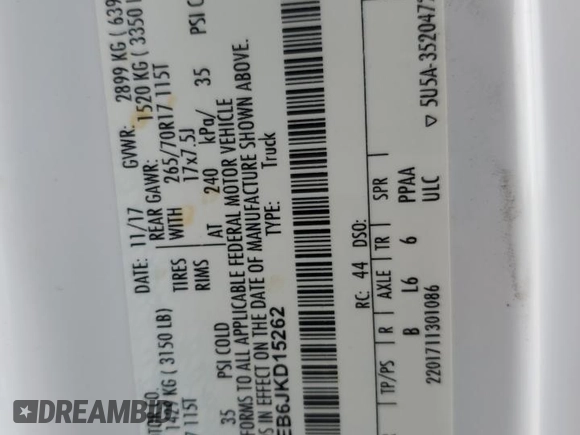 DATE: 11/17 GVWR: 2899 KG ( 639
REAR GAWR: 1520 KG ( 3350 L
TIRES WITH 265/70R17 115T
RIMS 17x7.5J
AT 240 kPa/ 35 PSI C
1429 KG ( 3150 LB)
115T
35 PSI COLD
FORMS TO ALL APPLICABLE FEDERAL MOTOR VEHICLE
S IN EFFECT ON THE DATE OF MANUFACTURE SHOWN ABOVE.
EB6JKD15262 TYPE: Truck
RC: 44 DSO:
TP/PS R AXLE TR SPR
B L6 6 PPAA
2201711301086 ULC ▽ 5U5A-352047
DREAMBID